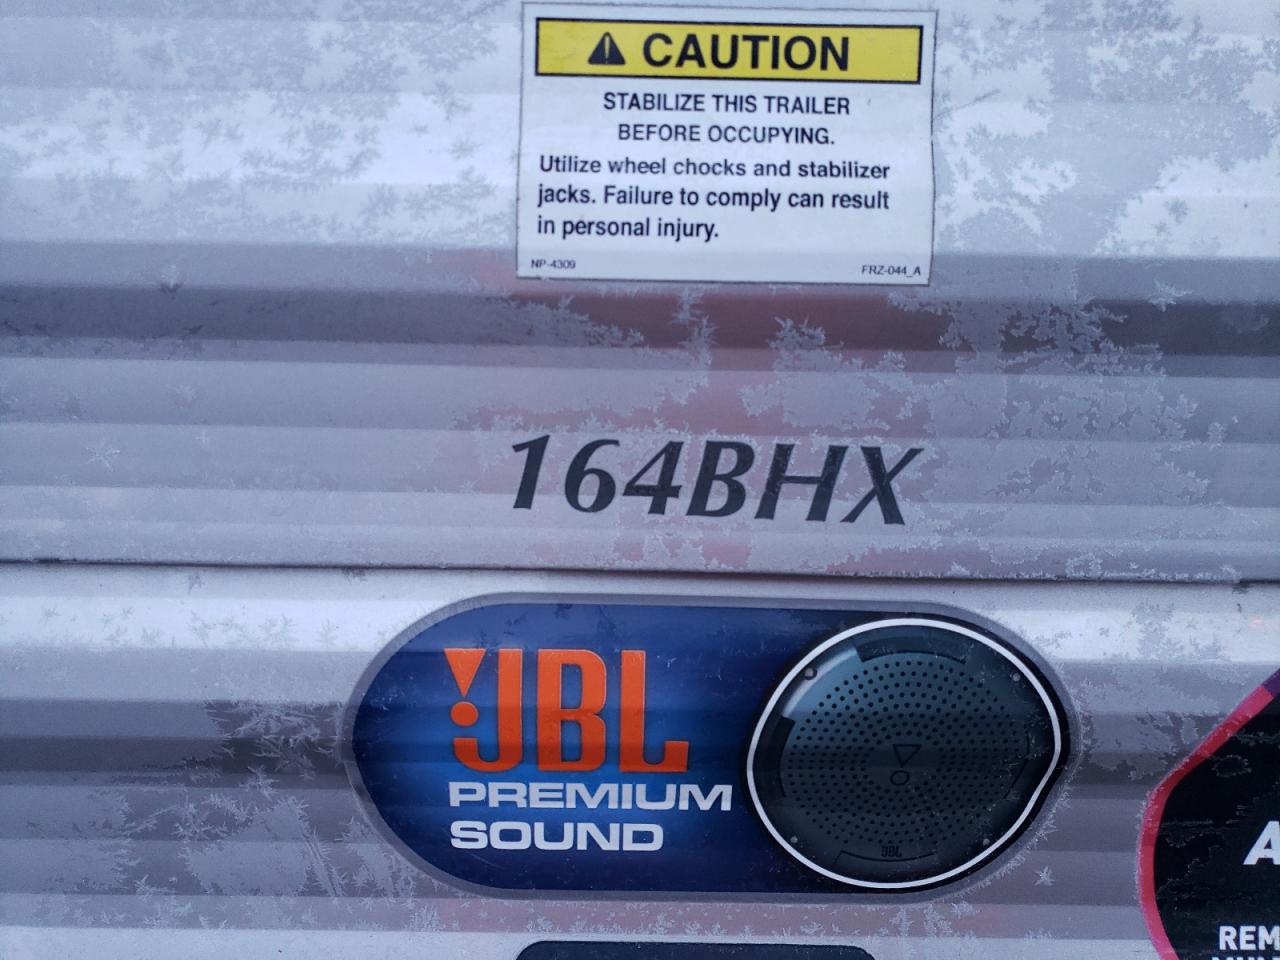 CAUTION
STABILIZE THIS TRAILER
BEFORE OCCUPYING.
Utilize wheel chocks and stabilizer
jacks. Failure to comply can result
in personal injury.
NP-4309 FRZ-044_A
164BHX
JBL
PREMIUM
SOUND
JBL
A
REM